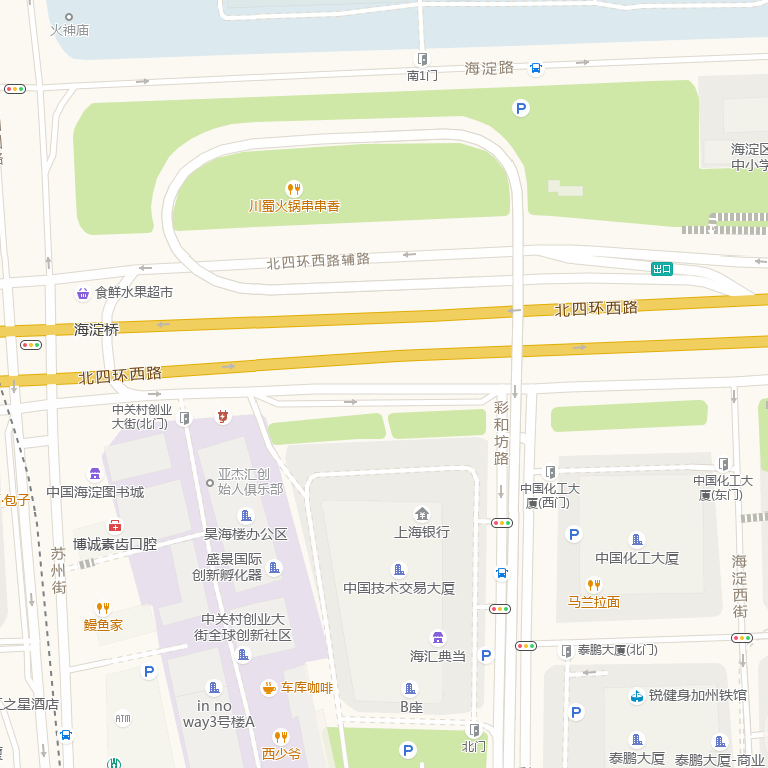 火神庙
南1门
海淀路
P
海淀区
中小学
川蜀火锅串串香
北四环西路辅路
出口
食鲜水果超市
北四环西路
海淀桥
北四环西路
中关村创业
大街(北门)
彩和坊路
亚杰汇创
始人俱乐部
中国海淀图书城
包子
中国化工大
厦(西门)
中国化工大
厦(东门)
昊海楼办公区
上海银行
P
博诚素齿口腔
盛景国际
创新孵化器
中国化工大厦
苏州街
中国技术交易大厦
海淀西街
马兰拉面
鳗鱼家
中关村创业大
街全球创新社区
海汇典当
P
泰鹏大厦(北门)
P
车库咖啡
in no
way3号楼A
B座
锐健身加州铁馆
江之星酒店
ATM
P
西少爷
P
北门
泰鹏大厦
泰鹏大厦-商业
厦